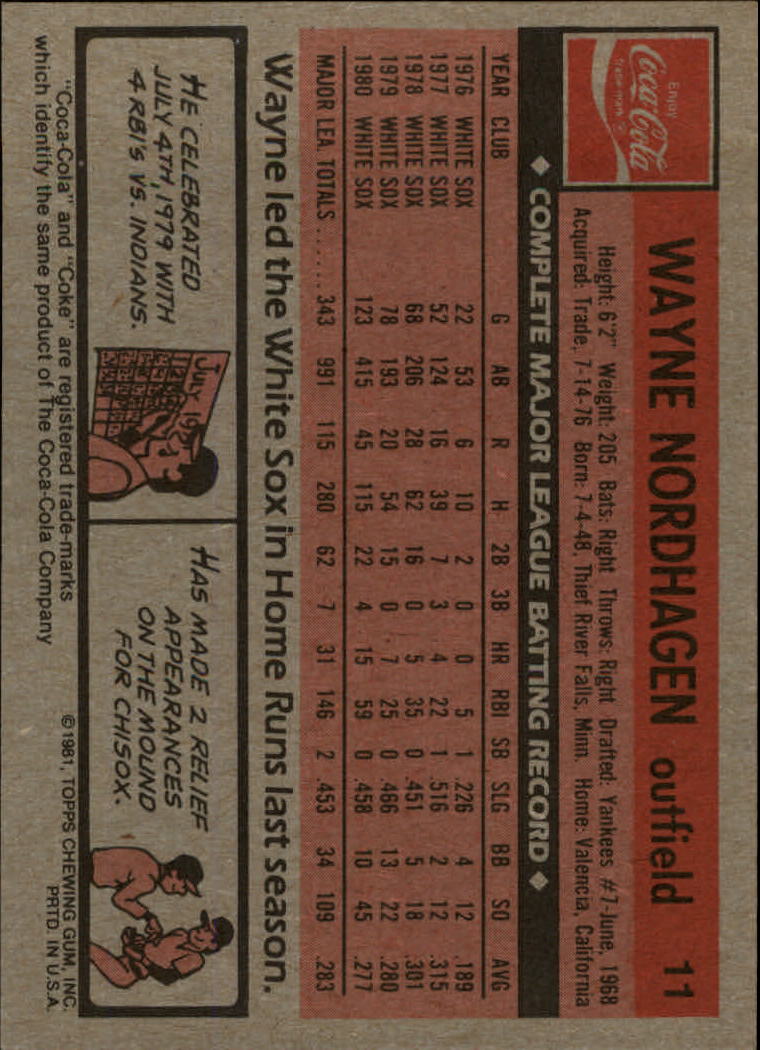 Enjoy
Coca-Cola
Trade-mark ®
WAYNE NORDHAGEN outfield 11
Height: 6'2" Weight: 205 Bats: Right Throws: Right Drafted: Yankees #7-June, 1968
Acquired: Trade, 7-14-76 Born: 7-4-48, Thief River Falls, Minn. Home: Valencia, California
◆ COMPLETE MAJOR LEAGUE BATTING RECORD ◆
YEAR CLUB G AB R H 2B 3B HR RBI SB SLG BB SO AVG
1976 WHITE SOX 22 53 6 10 2 0 0 5 1 .226 4 12 .189
1977 WHITE SOX 52 124 16 39 7 3 4 22 1 .516 2 12 .315
1978 WHITE SOX 68 206 28 62 16 0 5 35 0 .451 5 18 .301
1979 WHITE SOX 78 193 20 54 15 0 7 25 0 .466 13 22 .280
1980 WHITE SOX 123 415 45 115 22 4 15 59 0 .458 10 45 .277
MAJOR LEA. TOTALS ...... 343 991 115 280 62 7 31 146 2 .453 34 109 .283
Wayne led the White Sox in Home Runs last season.
HE CELEBRATED
JULY 4TH, 1979 WITH
4 RBI'S VS. INDIANS.
JULY 19
HAS MADE 2 RELIEF
APPEARANCES
ON THE MOUND
FOR CHISOX.
"Coca-Cola" and "Coke" are registered trade-marks
which identify the same product of The Coca-Cola Company
©1981, TOPPS CHEWING GUM, INC.
PRTD. IN U.S.A.